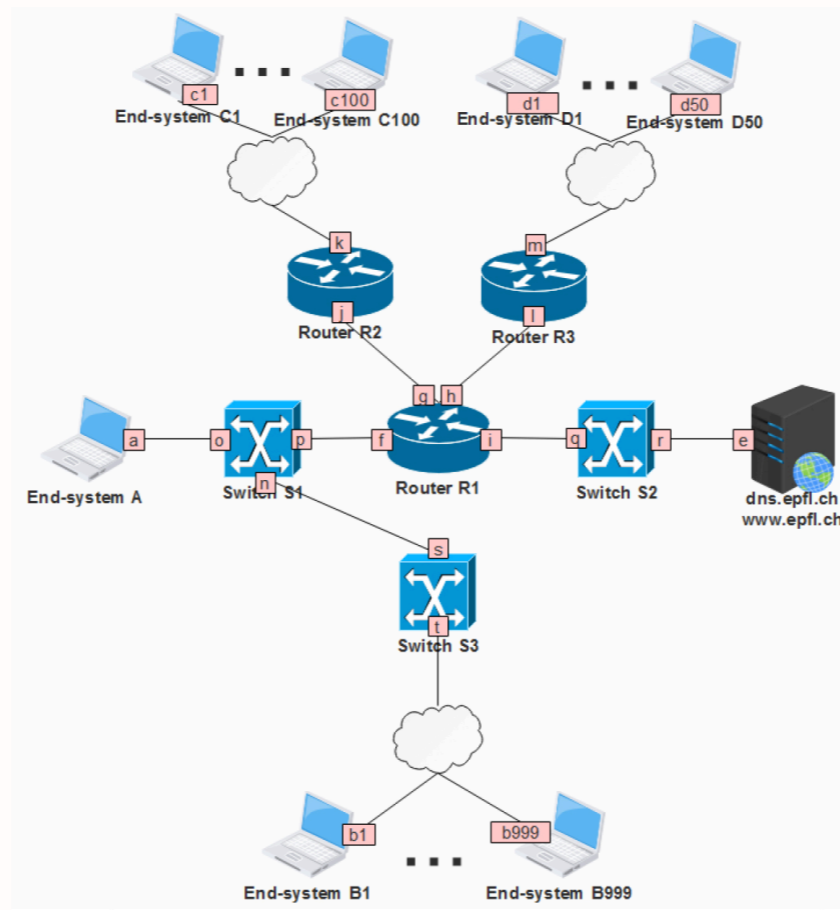 c1
c100
d1
d50
End-system C1
End-system C100
End-system D1
End-system D50
k
m
j
l
Router R2
Router R3
g
h
a
o
p
f
i
q
r
e
End-system A
Switch S1
n
Router R1
Switch S2
dns.epfl.ch
www.epfl.ch
s
t
Switch S3
b1
b999
End-system B1
End-system B999